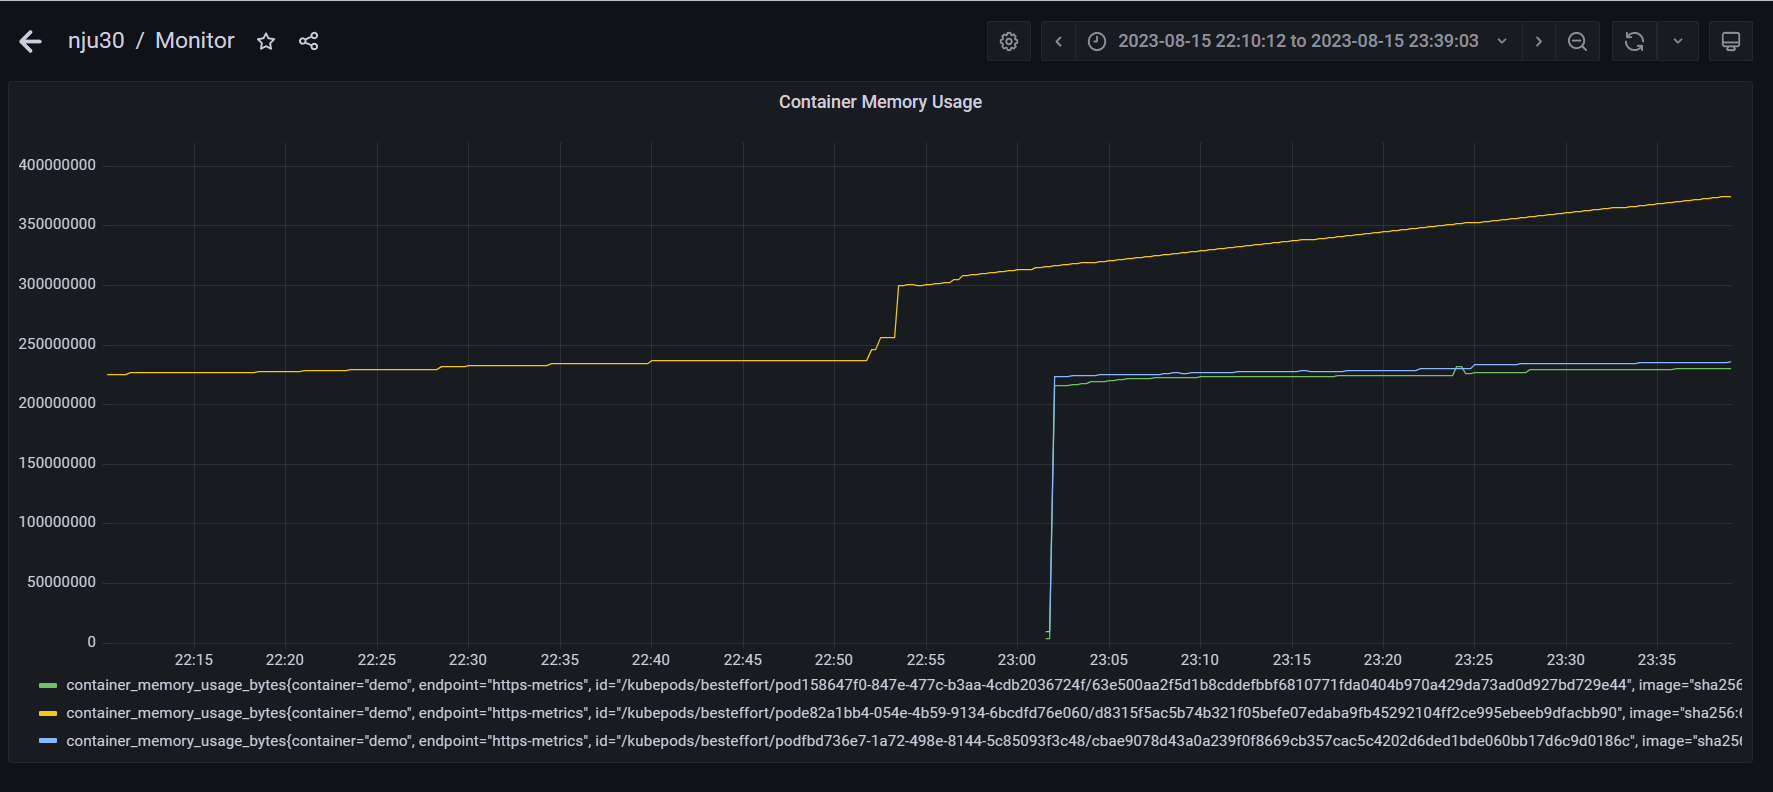 nju30 / Monitor
2023-08-15 22:10:12 to 2023-08-15 23:39:03
Container Memory Usage
400000000
350000000
300000000
250000000
200000000
150000000
100000000
50000000
0
22:15 22:20 22:25 22:30 22:35 22:40 22:45 22:50 22:55 23:00 23:05 23:10 23:15 23:20 23:25 23:30 23:35
container_memory_usage_bytes{container="demo", endpoint="https-metrics", id="/kubepods/besteffort/pod158647f0-847e-477c-b3aa-4cdb2036724f/63e500aa2f5d1b8cddefbbf6810771fda0404b970a429da73ad0d927bd729e44", image="sha256
container_memory_usage_bytes{container="demo", endpoint="https-metrics", id="/kubepods/besteffort/pode82a1bb4-054e-4b59-9134-6bcdfd76e060/d8315f5ac5b74b321f05befe07edaba9fb45292104ff2ce995ebeeb9dfacbb90", image="sha256:6
container_memory_usage_bytes{container="demo", endpoint="https-metrics", id="/kubepods/besteffort/podfbd736e7-1a72-498e-8144-5c85093f3c48/cbae9078d43a0a239f0f8669cb357cac5c4202d6ded1bde060bb17d6c9d0186c", image="sha256